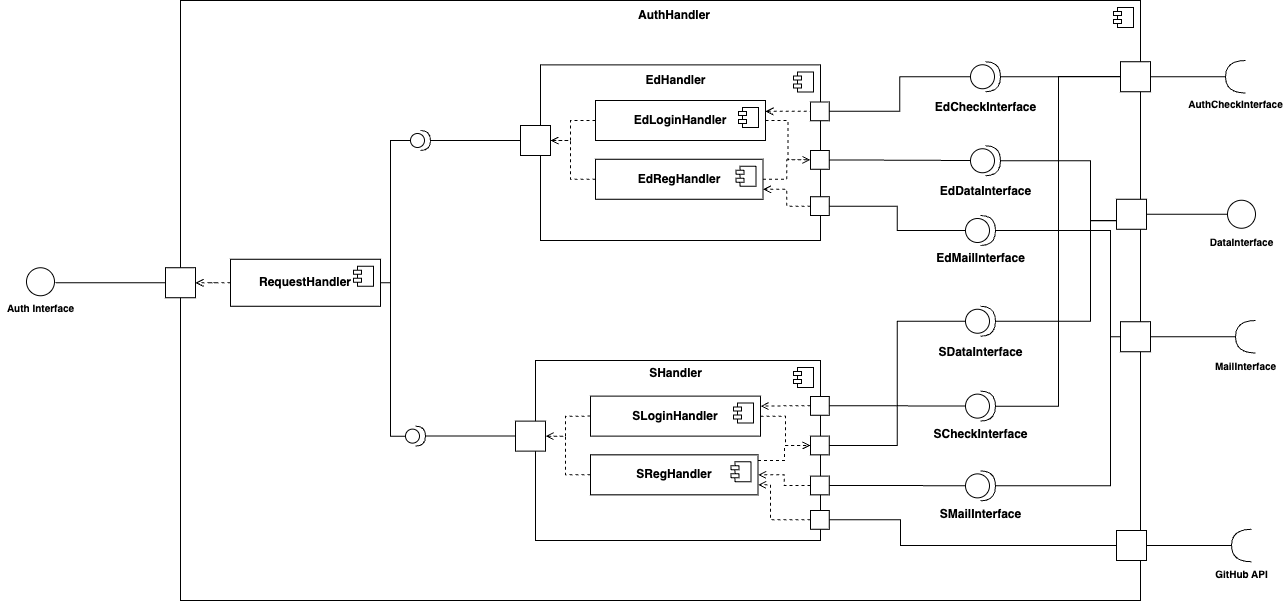 AuthHandler
EdHandler
EdLoginHandler
EdRegHandler
EdCheckInterface
AuthCheckInterface
EdDataInterface
DataInterface
EdMailInterface
RequestHandler
Auth Interface
SHandler
SLoginHandler
SRegHandler
SDataInterface
MailInterface
SCheckInterface
SMailInterface
GitHub API